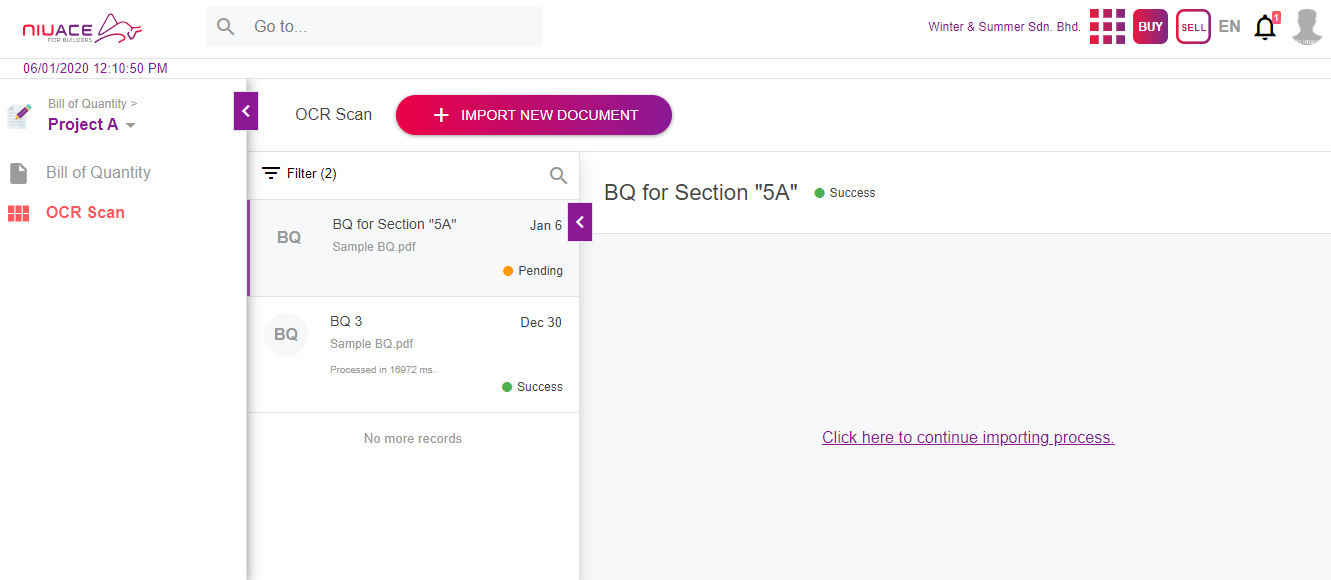 NIUACE
FOR BUILDERS
Go to...
Winter & Summer Sdn. Bhd.
BUY
SELL
EN
1
06/01/2020 12:10:50 PM
Bill of Quantity >
Project A
Bill of Quantity
OCR Scan
OCR Scan
+ IMPORT NEW DOCUMENT
Filter (2)
BQ
BQ for Section "5A"
Jan 6
Sample BQ.pdf
Pending
BQ
BQ 3
Dec 30
Sample BQ.pdf
Processed in 16972 ms.
Success
No more records
BQ for Section "5A"
Success
Click here to continue importing process.